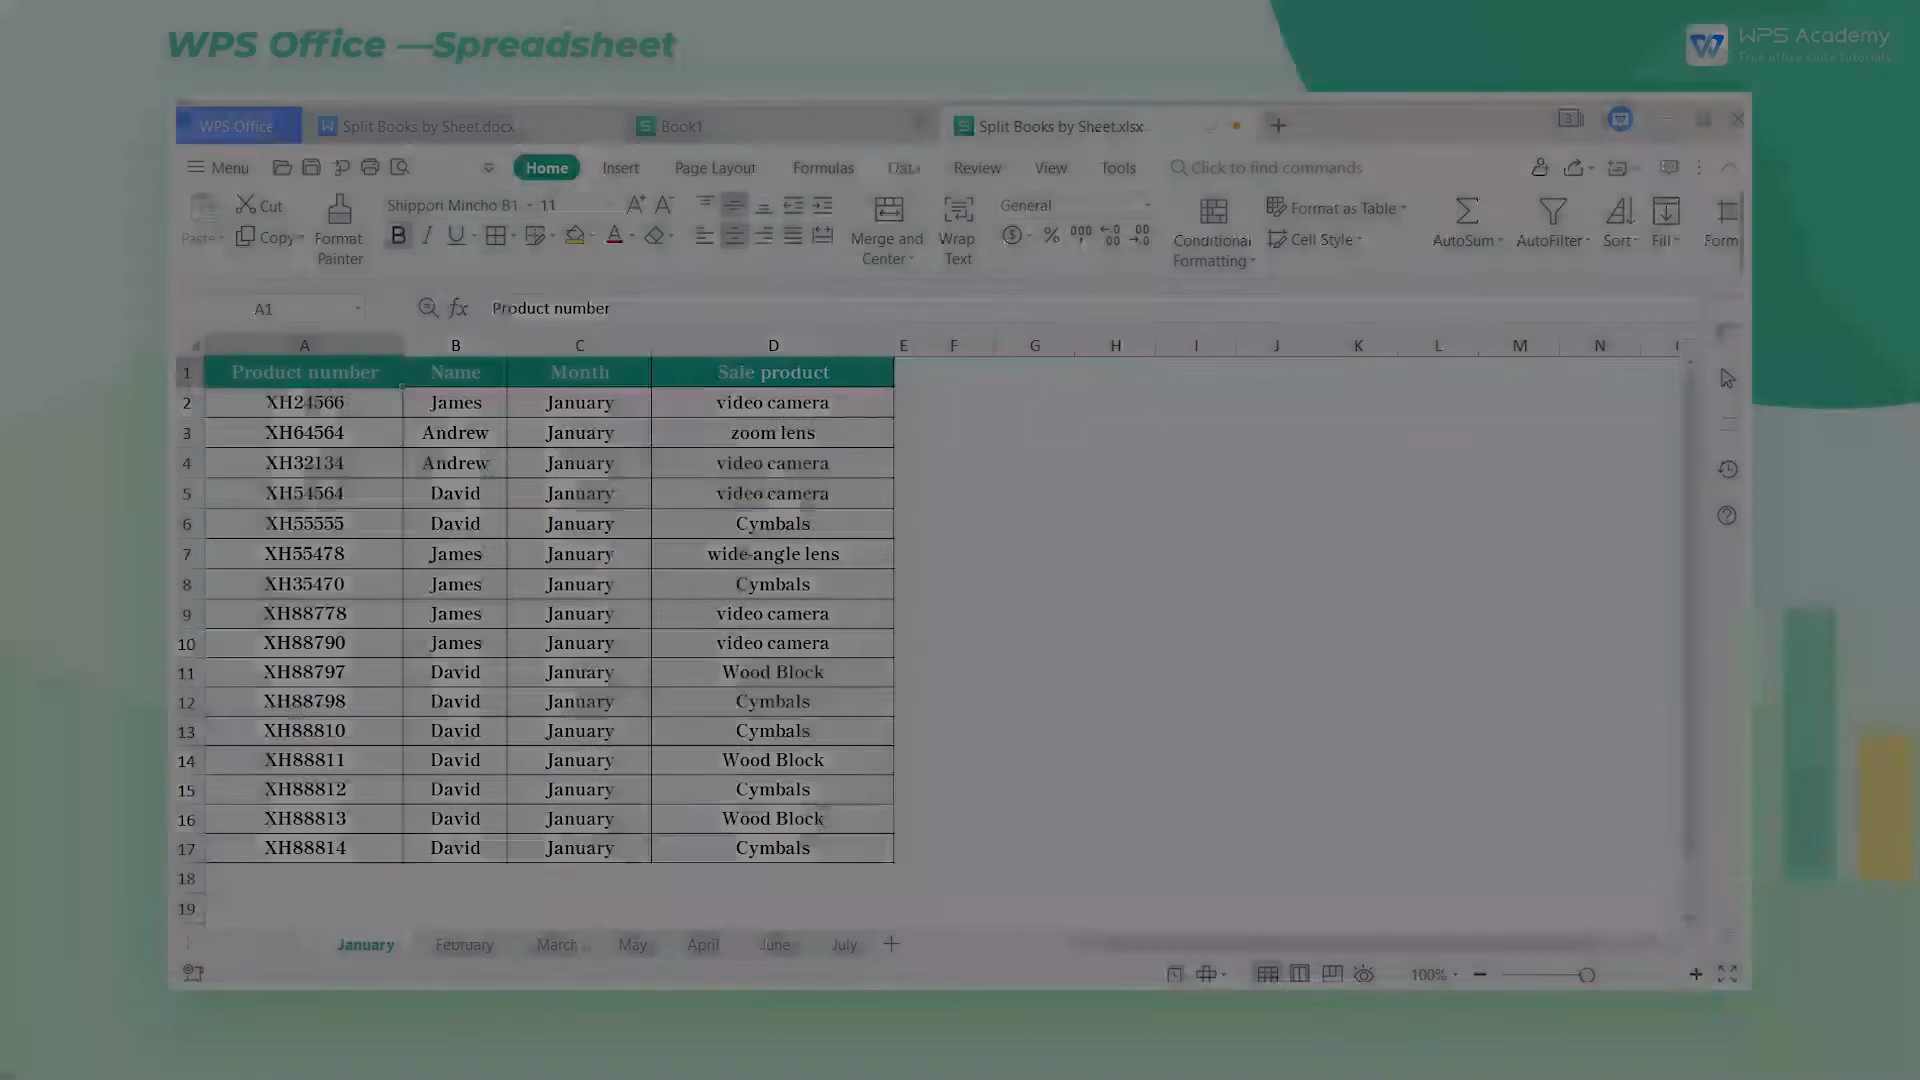 WPS Office —Spreadsheet
WPS Academy
Free office suite tutorials
WPS Office
Split Books by Sheet.docx
Book1
Split Books by Sheet.xlsx
Menu
Home
Insert
Page Layout
Formulas
Data
Review
View
Tools
Click to find commands
Paste
Cut
Copy
Format Painter
Shippori Mincho B1
11
Merge and Center
Wrap Text
General
Conditional Formatting
Format as Table
Cell Style
AutoSum
AutoFilter
Sort
Fill
Form
A1
Product number
A B C D E F G H I J K L M N
1 Product number Name Month Sale product
2 XH24566 James January video camera
3 XH64564 Andrew January zoom lens
4 XH32134 Andrew January video camera
5 XH54564 David January video camera
6 XH55555 David January Cymbals
7 XH55478 James January wide-angle lens
8 XH35470 James January Cymbals
9 XH88778 James January video camera
10 XH88790 James January video camera
11 XH88797 David January Wood Block
12 XH88798 David January Cymbals
13 XH88810 David January Cymbals
14 XH88811 David January Wood Block
15 XH88812 David January Cymbals
16 XH88813 David January Wood Block
17 XH88814 David January Cymbals
18
19
January February March May April June July
100%